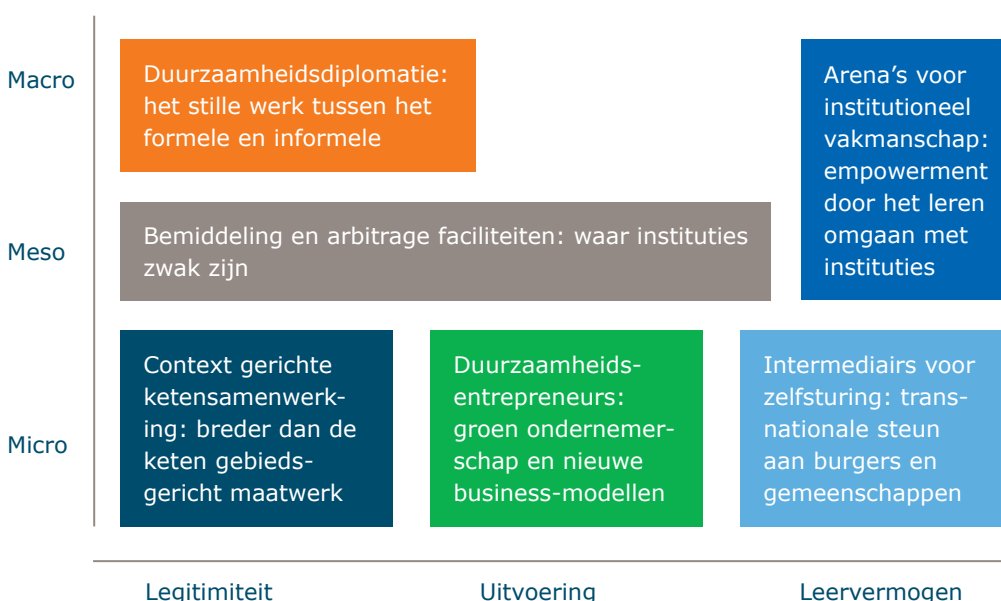 Macro
Duurzaamheidsdiplomatie:
het stille werk tussen het
formele en informele
Arena’s voor
institutioneel
vakmanschap:
empowerment
door het leren
omgaan met
instituties
Meso
Bemiddeling en arbitrage faciliteiten: waar instituties
zwak zijn
Micro
Context gerichte
ketensamenwerk-
ing: breder dan de
keten gebieds-
gericht maatwerk
Duurzaamheids-
entrepreneurs:
groen ondernemer-
schap en nieuwe
business-modellen
Intermediairs voor
zelfsturing: trans-
nationale steun
aan burgers en
gemeenschappen
Legitimiteit
Uitvoering
Leervermogen